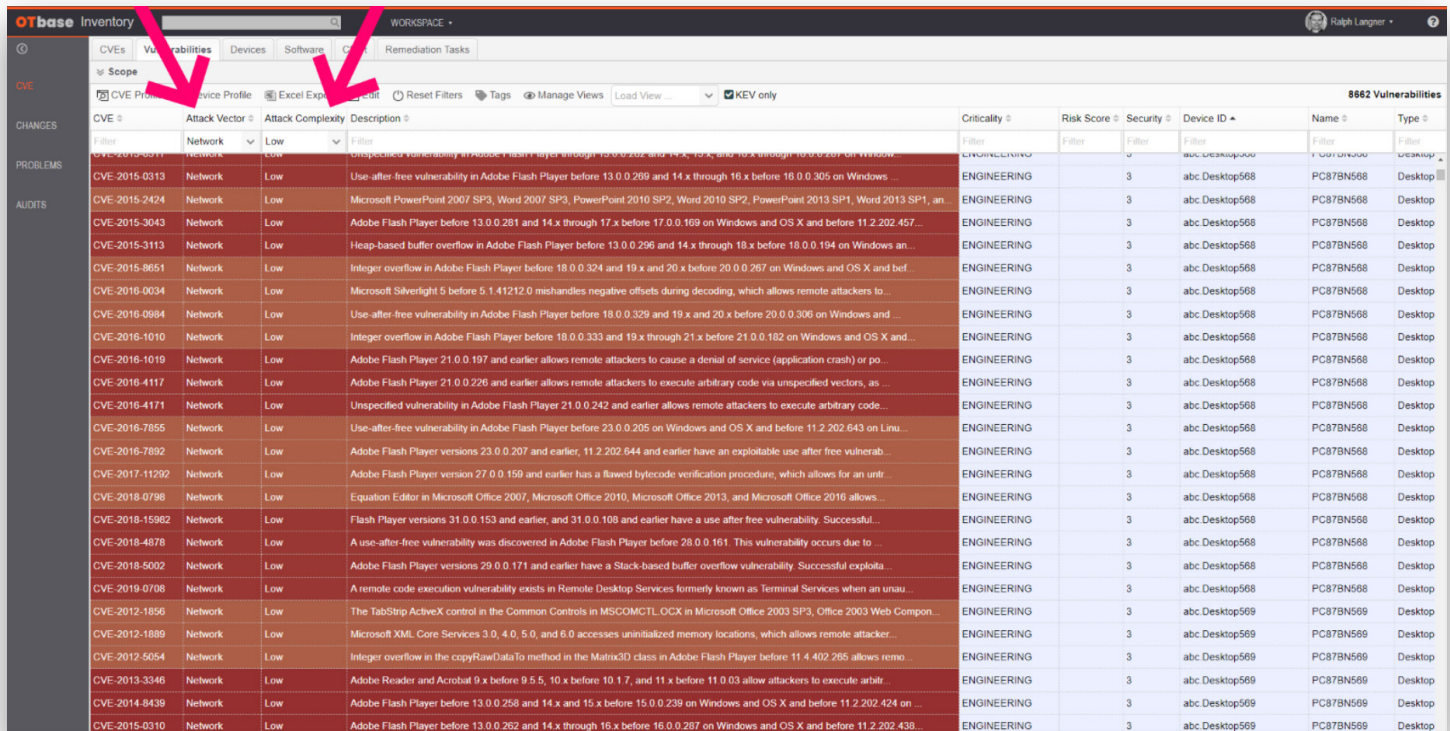 OTbase Inventory WORKSPACE Ralph Langner ?
CVEs Vulnerabilities Devices Software Remediation Tasks
Scope
CVE
CVE Device Profile Excel Export Edit Reset Filters Tags Manage Views Load View ... KEV only 8662 Vulnerabilities
CHANGES
CVE Attack Vector Attack Complexity Description Criticality Risk Score Security Device ID Name Type
Filter Network Low Filter Filter Filter Filter Filter Filter Filter
PROBLEMS
CVE-2015-0313 Network Low Use-after-free vulnerability in Adobe Flash Player before 13.0.0.269 and 14.x through 16.x before 16.0.0.305 on Windows ... ENGINEERING 3 abc.Desktop568 PC87BN568 Desktop
CVE-2015-2424 Network Low Microsoft PowerPoint 2007 SP3, Word 2007 SP3, PowerPoint 2010 SP2, Word 2010 SP2, PowerPoint 2013 SP1, Word 2013 SP1, an... ENGINEERING 3 abc.Desktop568 PC87BN568 Desktop
AUDITS
CVE-2015-3043 Network Low Adobe Flash Player before 13.0.0.281 and 14.x through 17.x before 17.0.0.169 on Windows and OS X and before 11.2.202.457... ENGINEERING 3 abc.Desktop568 PC87BN568 Desktop
CVE-2015-3113 Network Low Heap-based buffer overflow in Adobe Flash Player before 13.0.0.296 and 14.x through 18.x before 18.0.0.194 on Windows an... ENGINEERING 3 abc.Desktop568 PC87BN568 Desktop
CVE-2015-8651 Network Low Integer overflow in Adobe Flash Player before 18.0.0.324 and 19.x and 20.x before 20.0.0.267 on Windows and OS X and bef... ENGINEERING 3 abc.Desktop568 PC87BN568 Desktop
CVE-2016-0034 Network Low Microsoft Silverlight 5 before 5.1.41212.0 mishandles negative offsets during decoding, which allows remote attackers to... ENGINEERING 3 abc.Desktop568 PC87BN568 Desktop
CVE-2016-0984 Network Low Use-after-free vulnerability in Adobe Flash Player before 18.0.0.329 and 19.x and 20.x before 20.0.0.306 on Windows and ... ENGINEERING 3 abc.Desktop568 PC87BN568 Desktop
CVE-2016-1010 Network Low Integer overflow in Adobe Flash Player before 18.0.0.333 and 19.x through 21.x before 21.0.0.182 on Windows and OS X and... ENGINEERING 3 abc.Desktop568 PC87BN568 Desktop
CVE-2016-1019 Network Low Adobe Flash Player 21.0.0.197 and earlier allows remote attackers to cause a denial of service (application crash) or po... ENGINEERING 3 abc.Desktop568 PC87BN568 Desktop
CVE-2016-4117 Network Low Adobe Flash Player 21.0.0.226 and earlier allows remote attackers to execute arbitrary code via unspecified vectors, as ... ENGINEERING 3 abc.Desktop568 PC87BN568 Desktop
CVE-2016-4171 Network Low Unspecified vulnerability in Adobe Flash Player 21.0.0.242 and earlier allows remote attackers to execute arbitrary code... ENGINEERING 3 abc.Desktop568 PC87BN568 Desktop
CVE-2016-7855 Network Low Use-after-free vulnerability in Adobe Flash Player before 23.0.0.205 on Windows and OS X and before 11.2.202.643 on Linu... ENGINEERING 3 abc.Desktop568 PC87BN568 Desktop
CVE-2016-7892 Network Low Adobe Flash Player versions 23.0.0.207 and earlier, 11.2.202.644 and earlier have an exploitable use after free vulnerab... ENGINEERING 3 abc.Desktop568 PC87BN568 Desktop
CVE-2017-11292 Network Low Adobe Flash Player version 27.0.0.159 and earlier has a flawed bytecode verification procedure, which allows for an untr... ENGINEERING 3 abc.Desktop568 PC87BN568 Desktop
CVE-2018-0798 Network Low Equation Editor in Microsoft Office 2007, Microsoft Office 2010, Microsoft Office 2013, and Microsoft Office 2016 allows... ENGINEERING 3 abc.Desktop568 PC87BN568 Desktop
CVE-2018-15982 Network Low Flash Player versions 31.0.0.153 and earlier, and 31.0.0.108 and earlier have a use after free vulnerability. Successful... ENGINEERING 3 abc.Desktop568 PC87BN568 Desktop
CVE-2018-4878 Network Low A use-after-free vulnerability was discovered in Adobe Flash Player before 28.0.0.161. This vulnerability occurs due to ... ENGINEERING 3 abc.Desktop568 PC87BN568 Desktop
CVE-2018-5002 Network Low Adobe Flash Player versions 29.0.0.171 and earlier have a Stack-based buffer overflow vulnerability. Successful exploita... ENGINEERING 3 abc.Desktop568 PC87BN568 Desktop
CVE-2019-0708 Network Low A remote code execution vulnerability exists in Remote Desktop Services formerly known as Terminal Services when an unau... ENGINEERING 3 abc.Desktop568 PC87BN568 Desktop
CVE-2012-1856 Network Low The TabStrip ActiveX control in the Common Controls in MSCOMCTL.OCX in Microsoft Office 2003 SP3, Office 2003 Web Compon... ENGINEERING 3 abc.Desktop569 PC87BN569 Desktop
CVE-2012-1889 Network Low Microsoft XML Core Services 3.0, 4.0, 5.0, and 6.0 accesses uninitialized memory locations, which allows remote attacker... ENGINEERING 3 abc.Desktop569 PC87BN569 Desktop
CVE-2012-5054 Network Low Integer overflow in the copyRawDataTo method in the Matrix3D class in Adobe Flash Player before 11.4.402.265 allows remo... ENGINEERING 3 abc.Desktop569 PC87BN569 Desktop
CVE-2013-3346 Network Low Adobe Reader and Acrobat 9.x before 9.5.5, 10.x before 10.1.7, and 11.x before 11.0.03 allow attackers to execute arbitr... ENGINEERING 3 abc.Desktop569 PC87BN569 Desktop
CVE-2014-8439 Network Low Adobe Flash Player before 13.0.0.258 and 14.x and 15.x before 15.0.0.239 on Windows and OS X and before 11.2.202.424 on ... ENGINEERING 3 abc.Desktop569 PC87BN569 Desktop
CVE-2015-0310 Network Low Adobe Flash Player before 13.0.0.262 and 14.x through 16.x before 16.0.0.287 on Windows and OS X and before 11.2.202.438... ENGINEERING 3 abc.Desktop569 PC87BN569 Desktop